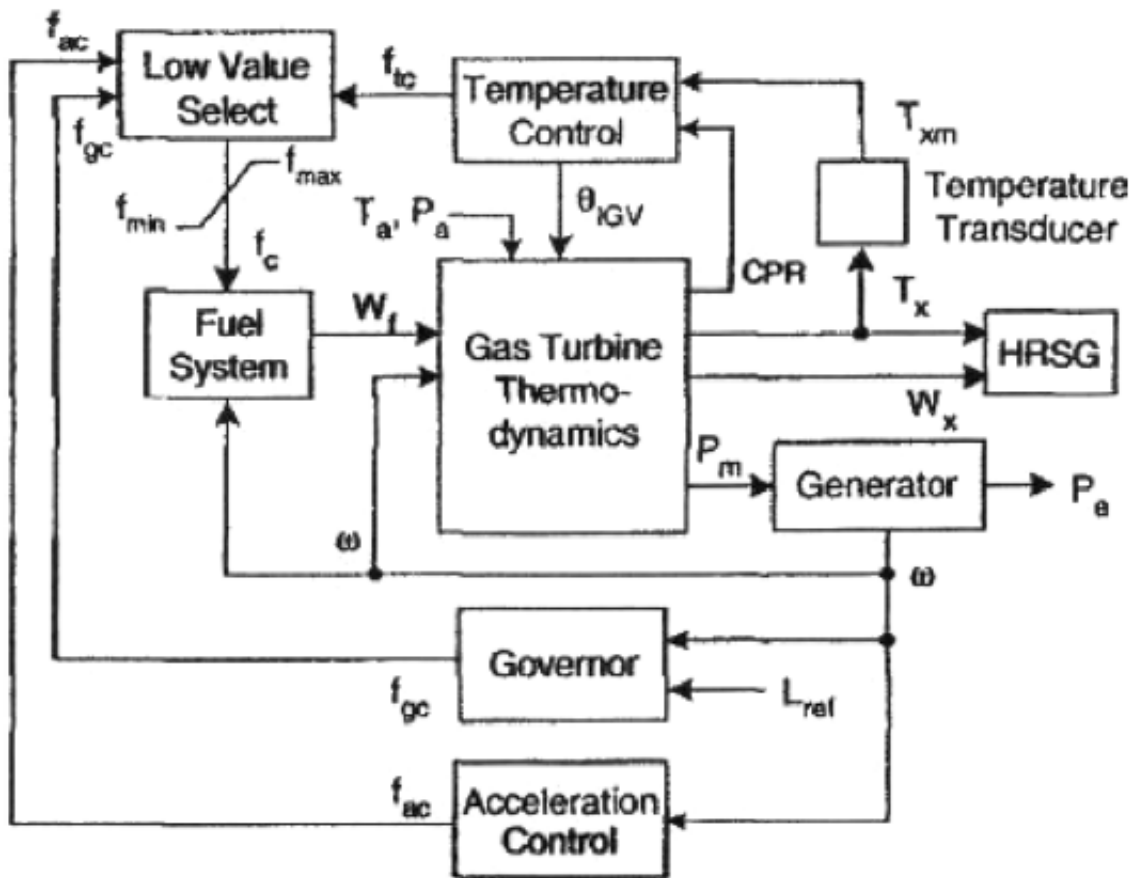 f_ac
Low Value
Select
f_tc
Temperature
Control
T_xm
f_gc
f_max
f_min
θ_IGV
T_a, P_a
Temperature
Transducer
f_c
CPR
T_x
Fuel
System
W_f
Gas Turbine
Thermo-
dynamics
HRSG
W_x
P_m
Generator
P_e
ω
ω
Governor
f_gc
L_ref
f_ac
Acceleration
Control